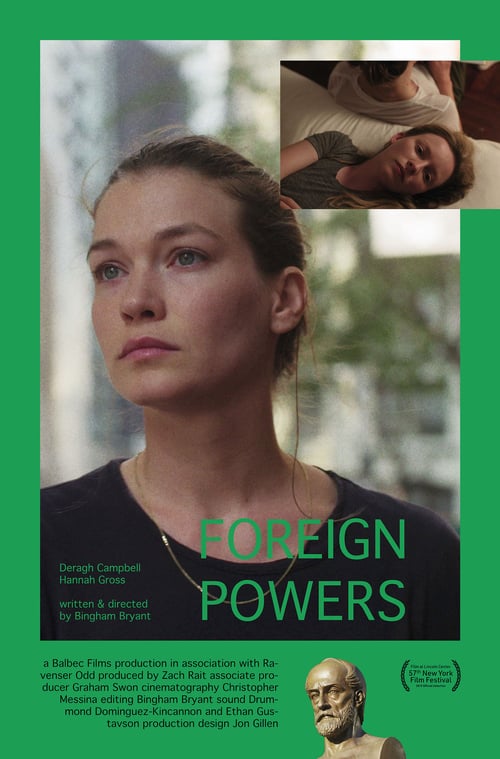 FOREIGN
POWERS
Deragh Campbell
Hannah Gross
written & directed
by Bingham Bryant
a Balbec Films production in association with Ra-
venser Odd produced by Zach Rait associate pro-
ducer Graham Swon cinematography Christopher
Messina editing Bingham Bryant sound Drum-
mond Dominguez-Kincannon and Ethan Gus-
tavson production design Jon Gillen
Film at Lincoln Center
57th New York
Film Festival